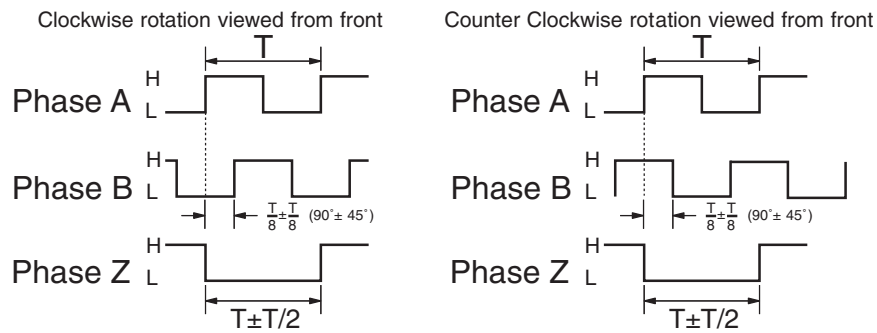 Clockwise rotation viewed from front
T
H
Phase A
L
H
Phase B
L
T/8±T/8 (90˚± 45˚)
H
Phase Z
L
T±T/2
Counter Clockwise rotation viewed from front
T
H
Phase A
L
H
Phase B
L
T/8±T/8 (90˚± 45˚)
H
Phase Z
L
T±T/2